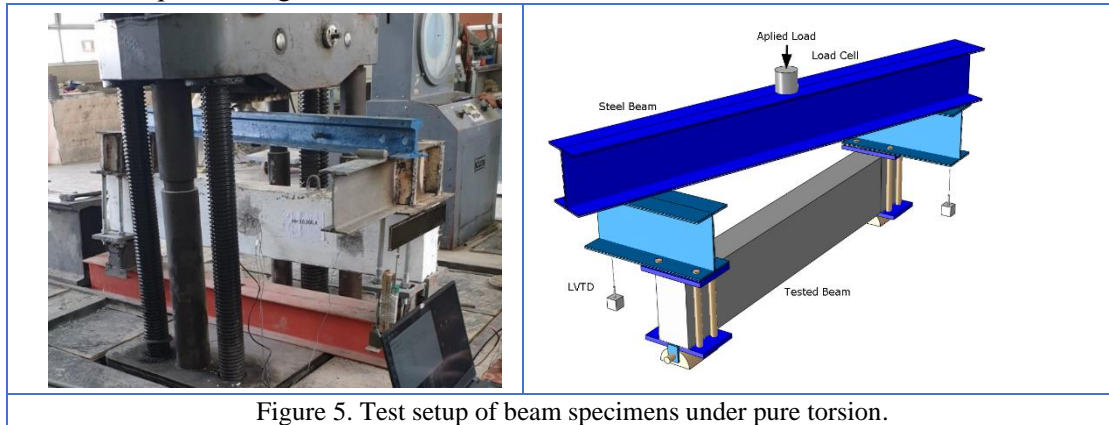 Aplied Load
Load Cell
Steel Beam
LVTD
Tested Beam
Figure 5. Test setup of beam specimens under pure torsion.